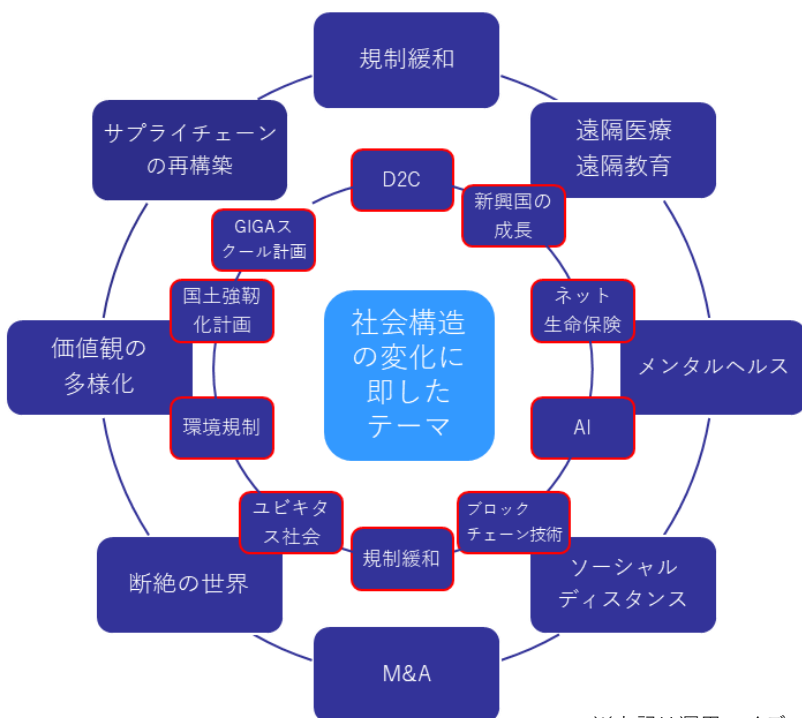 規制緩和
サプライチェーン
の再構築
遠隔医療
遠隔教育
D2C
新興国の
成長
GIGAス
クール計画
国土強靭
化計画
ネット
生命保険
社会構造
の変化に
即した
テーマ
価値観の
多様化
メンタルヘルス
環境規制
AI
ユビキタ
ス社会
ブロック
チェーン技術
規制緩和
断絶の世界
ソーシャル
ディスタンス
M&A